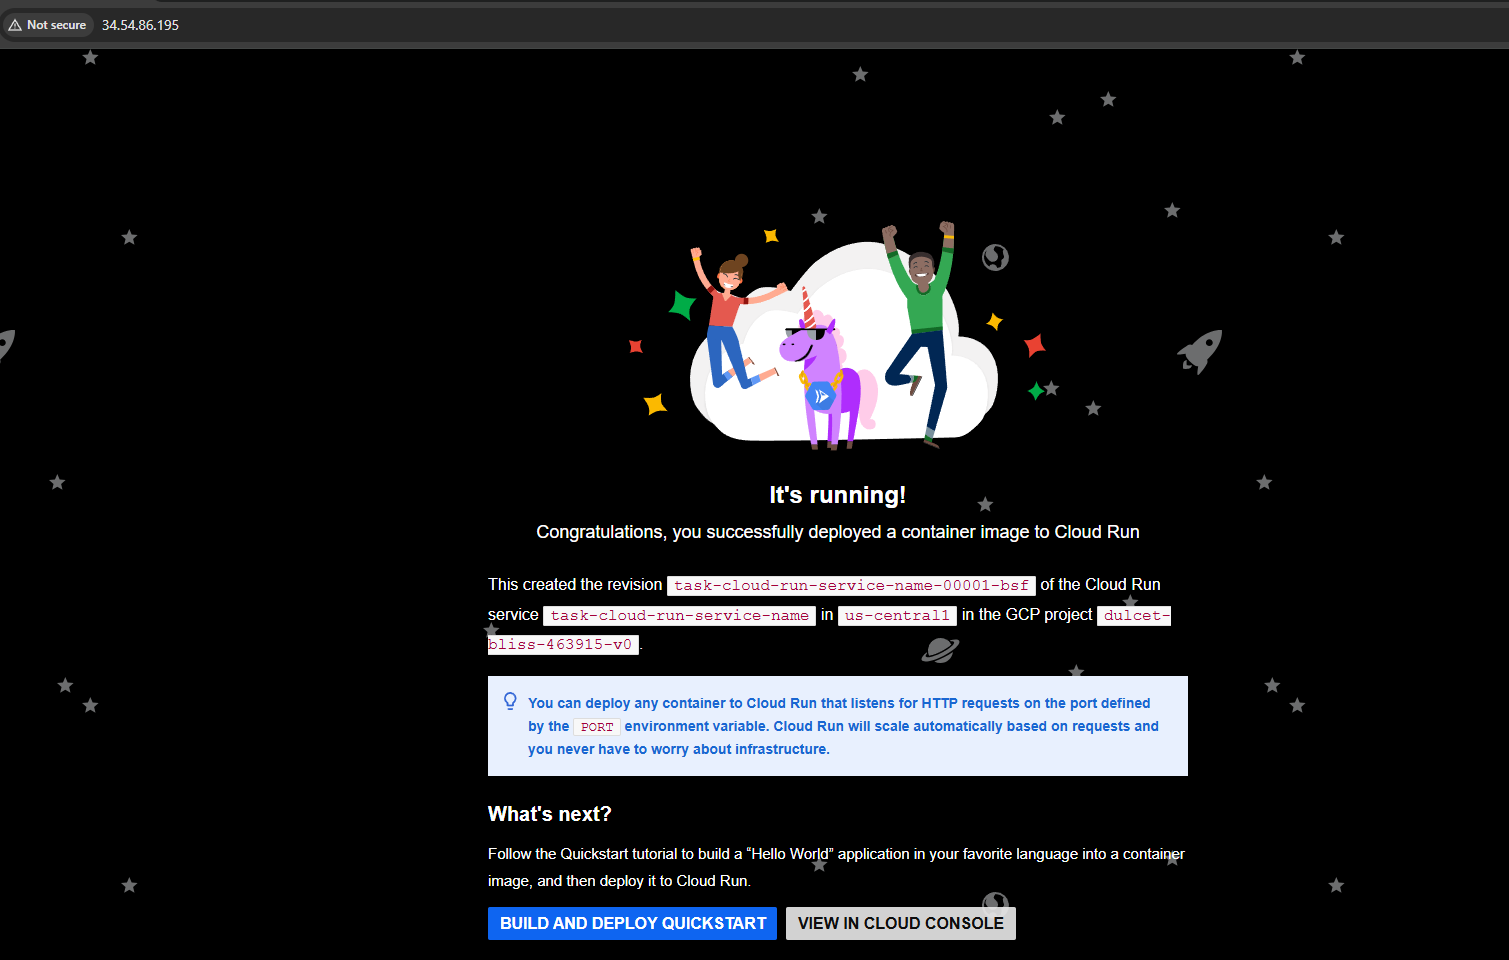 Not secure 34.54.86.195
It's running!
Congratulations, you successfully deployed a container image to Cloud Run
This created the revision task-cloud-run-service-name-00001-bsf of the Cloud Run
service task-cloud-run-service-name in us-central1 in the GCP project dulcet-
bliss-463915-v0.
You can deploy any container to Cloud Run that listens for HTTP requests on the port defined
by the PORT environment variable. Cloud Run will scale automatically based on requests and
you never have to worry about infrastructure.
What's next?
Follow the Quickstart tutorial to build a “Hello World” application in your favorite language into a container
image, and then deploy it to Cloud Run.
BUILD AND DEPLOY QUICKSTART VIEW IN CLOUD CONSOLE